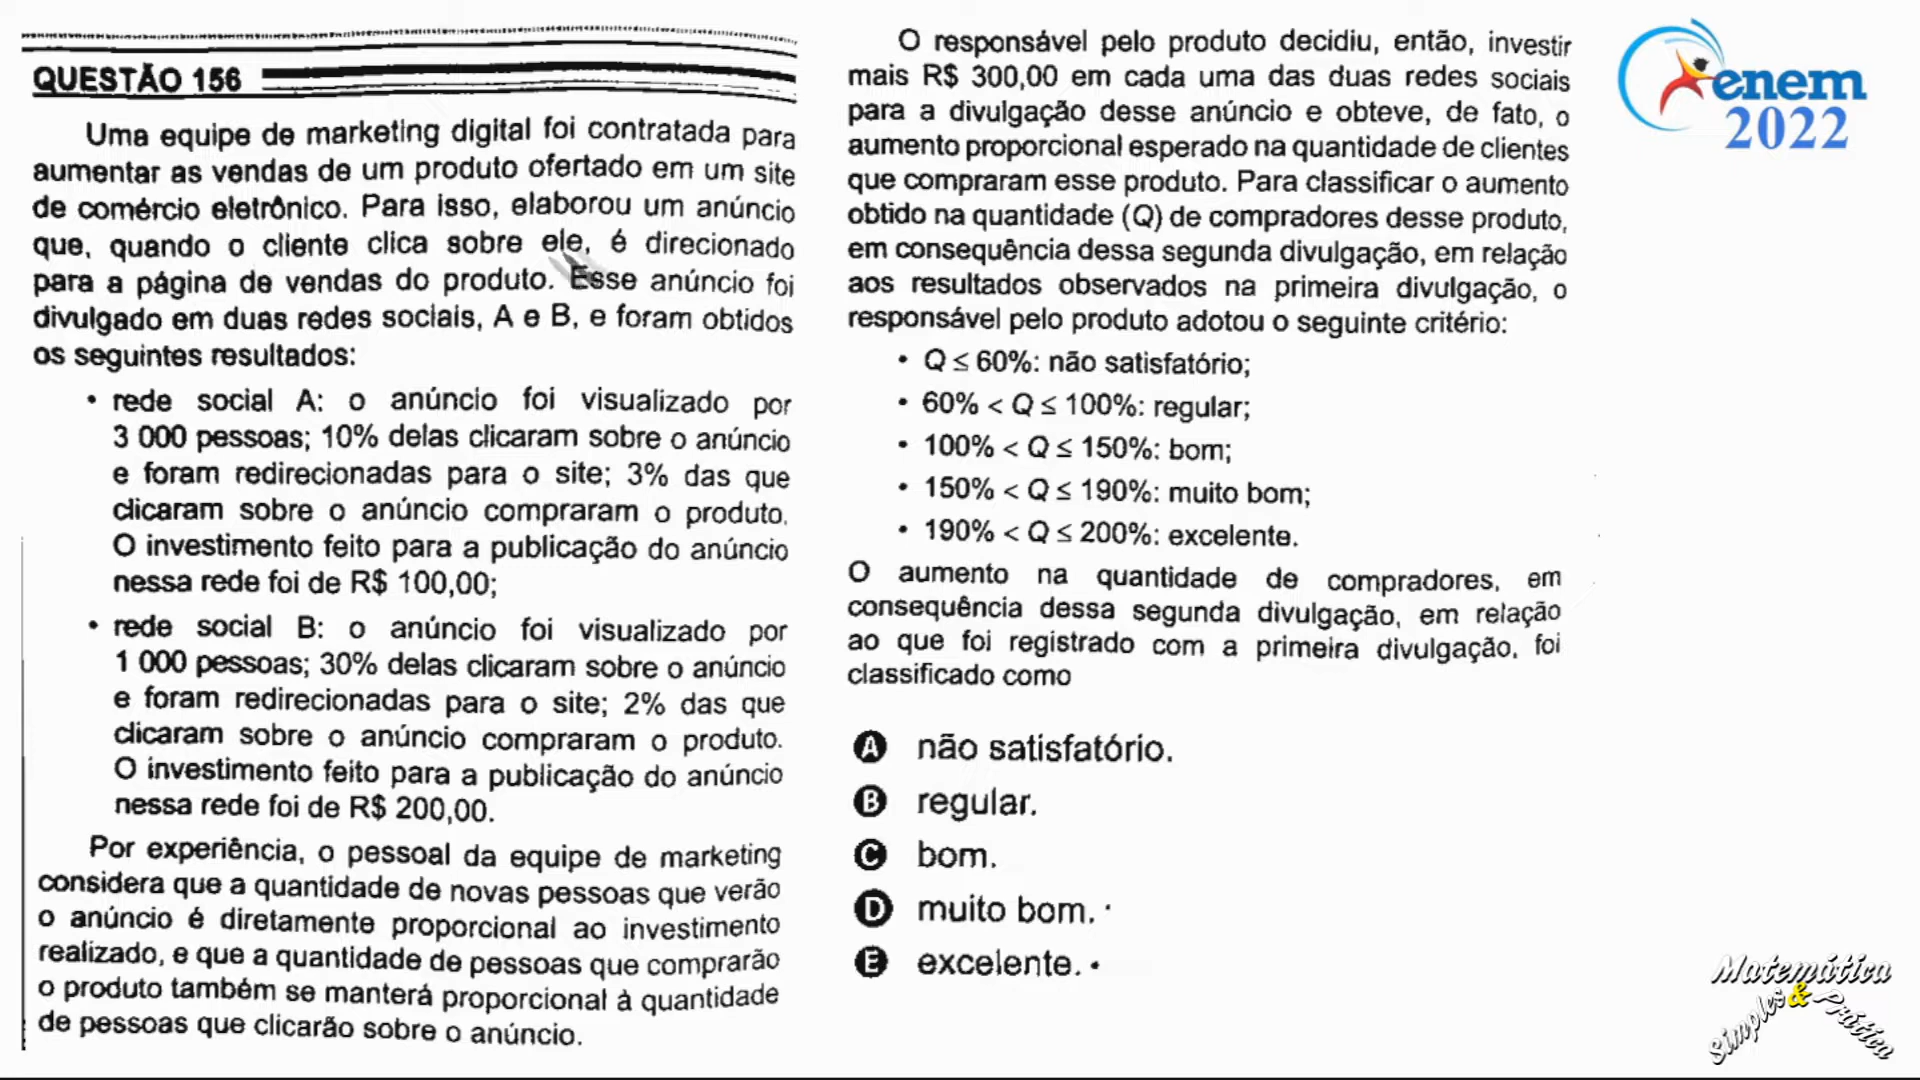 QUESTÃO 156
Uma equipe de marketing digital foi contratada para
aumentar as vendas de um produto ofertado em um site
de comércio eletrônico. Para isso, elaborou um anúncio
que, quando o cliente clica sobre ele, é direcionado
para a página de vendas do produto. Esse anúncio foi
divulgado em duas redes sociais, A e B, e foram obtidos
os seguintes resultados:
• rede social A: o anúncio foi visualizado por
3 000 pessoas; 10% delas clicaram sobre o anúncio
e foram redirecionadas para o site; 3% das que
clicaram sobre o anúncio compraram o produto.
O investimento feito para a publicação do anúncio
nessa rede foi de R$ 100,00;
• rede social B: o anúncio foi visualizado por
1 000 pessoas; 30% delas clicaram sobre o anúncio
e foram redirecionadas para o site; 2% das que
clicaram sobre o anúncio compraram o produto.
O investimento feito para a publicação do anúncio
nessa rede foi de R$ 200,00.
Por experiência, o pessoal da equipe de marketing
considera que a quantidade de novas pessoas que verão
o anúncio é diretamente proporcional ao investimento
realizado, e que a quantidade de pessoas que comprarão
o produto também se manterá proporcional à quantidade
de pessoas que clicarão sobre o anúncio.
O responsável pelo produto decidiu, então, investir
mais R$ 300,00 em cada uma das duas redes sociais
para a divulgação desse anúncio e obteve, de fato, o
aumento proporcional esperado na quantidade de clientes
que compraram esse produto. Para classificar o aumento
obtido na quantidade (Q) de compradores desse produto,
em consequência dessa segunda divulgação, em relação
aos resultados observados na primeira divulgação, o
responsável pelo produto adotou o seguinte critério:
• Q ≤ 60%: não satisfatório;
• 60% < Q ≤ 100%: regular;
• 100% < Q ≤ 150%: bom;
• 150% < Q ≤ 190%: muito bom;
• 190% < Q ≤ 200%: excelente.
O aumento na quantidade de compradores, em
consequência dessa segunda divulgação, em relação
ao que foi registrado com a primeira divulgação, foi
classificado como
A não satisfatório.
B regular.
C bom.
D muito bom.
E excelente.
enem
2022
Matemática
Simples & Prática